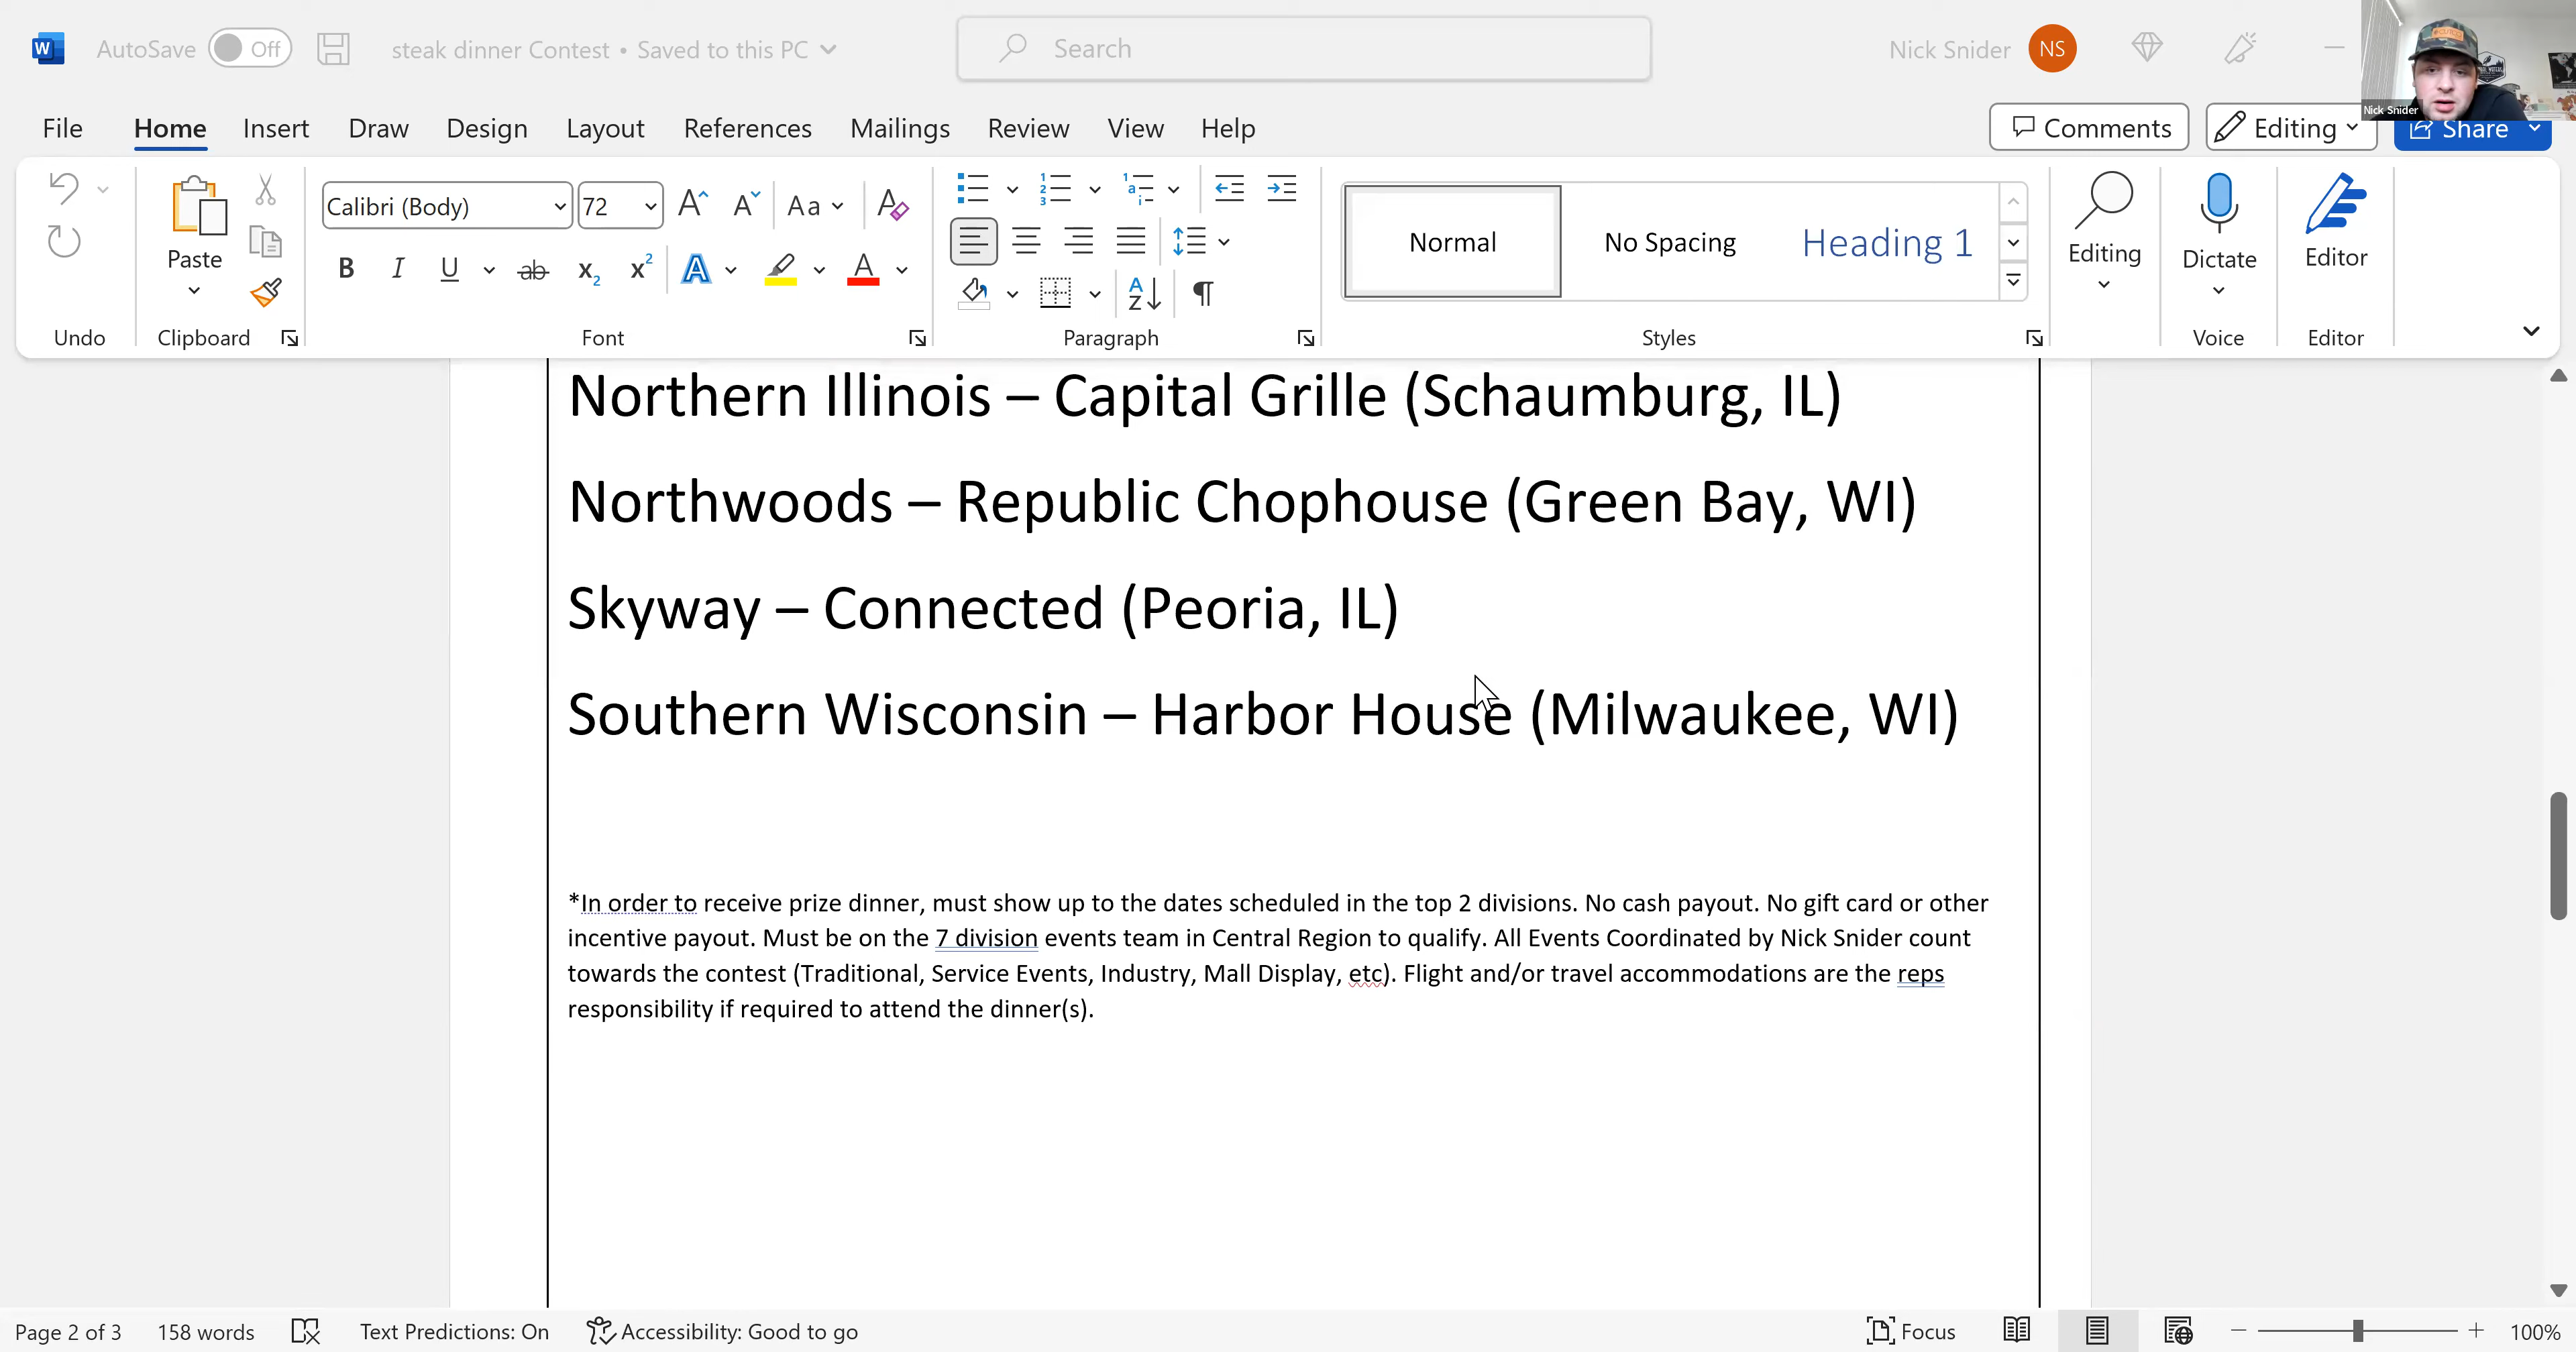 AutoSave Off steak dinner Contest • Saved to this PC Search Nick Snider NS
Nick Snider
File Home Insert Draw Design Layout References Mailings Review View Help Comments Editing Share
Paste
Undo Clipboard
Calibri (Body) 72 Aa
B I U ab x2 x2 A A
Font
Paragraph
Normal No Spacing Heading 1
Styles
Editing
Dictate
Voice
Editor
Editor
Northern Illinois – Capital Grille (Schaumburg, IL)
Northwoods – Republic Chophouse (Green Bay, WI)
Skyway – Connected (Peoria, IL)
Southern Wisconsin – Harbor House (Milwaukee, WI)
*In order to receive prize dinner, must show up to the dates scheduled in the top 2 divisions. No cash payout. No gift card or other
incentive payout. Must be on the 7 division events team in Central Region to qualify. All Events Coordinated by Nick Snider count
towards the contest (Traditional, Service Events, Industry, Mall Display, etc). Flight and/or travel accommodations are the reps
responsibility if required to attend the dinner(s).
Page 2 of 3 158 words Text Predictions: On Accessibility: Good to go Focus 100%